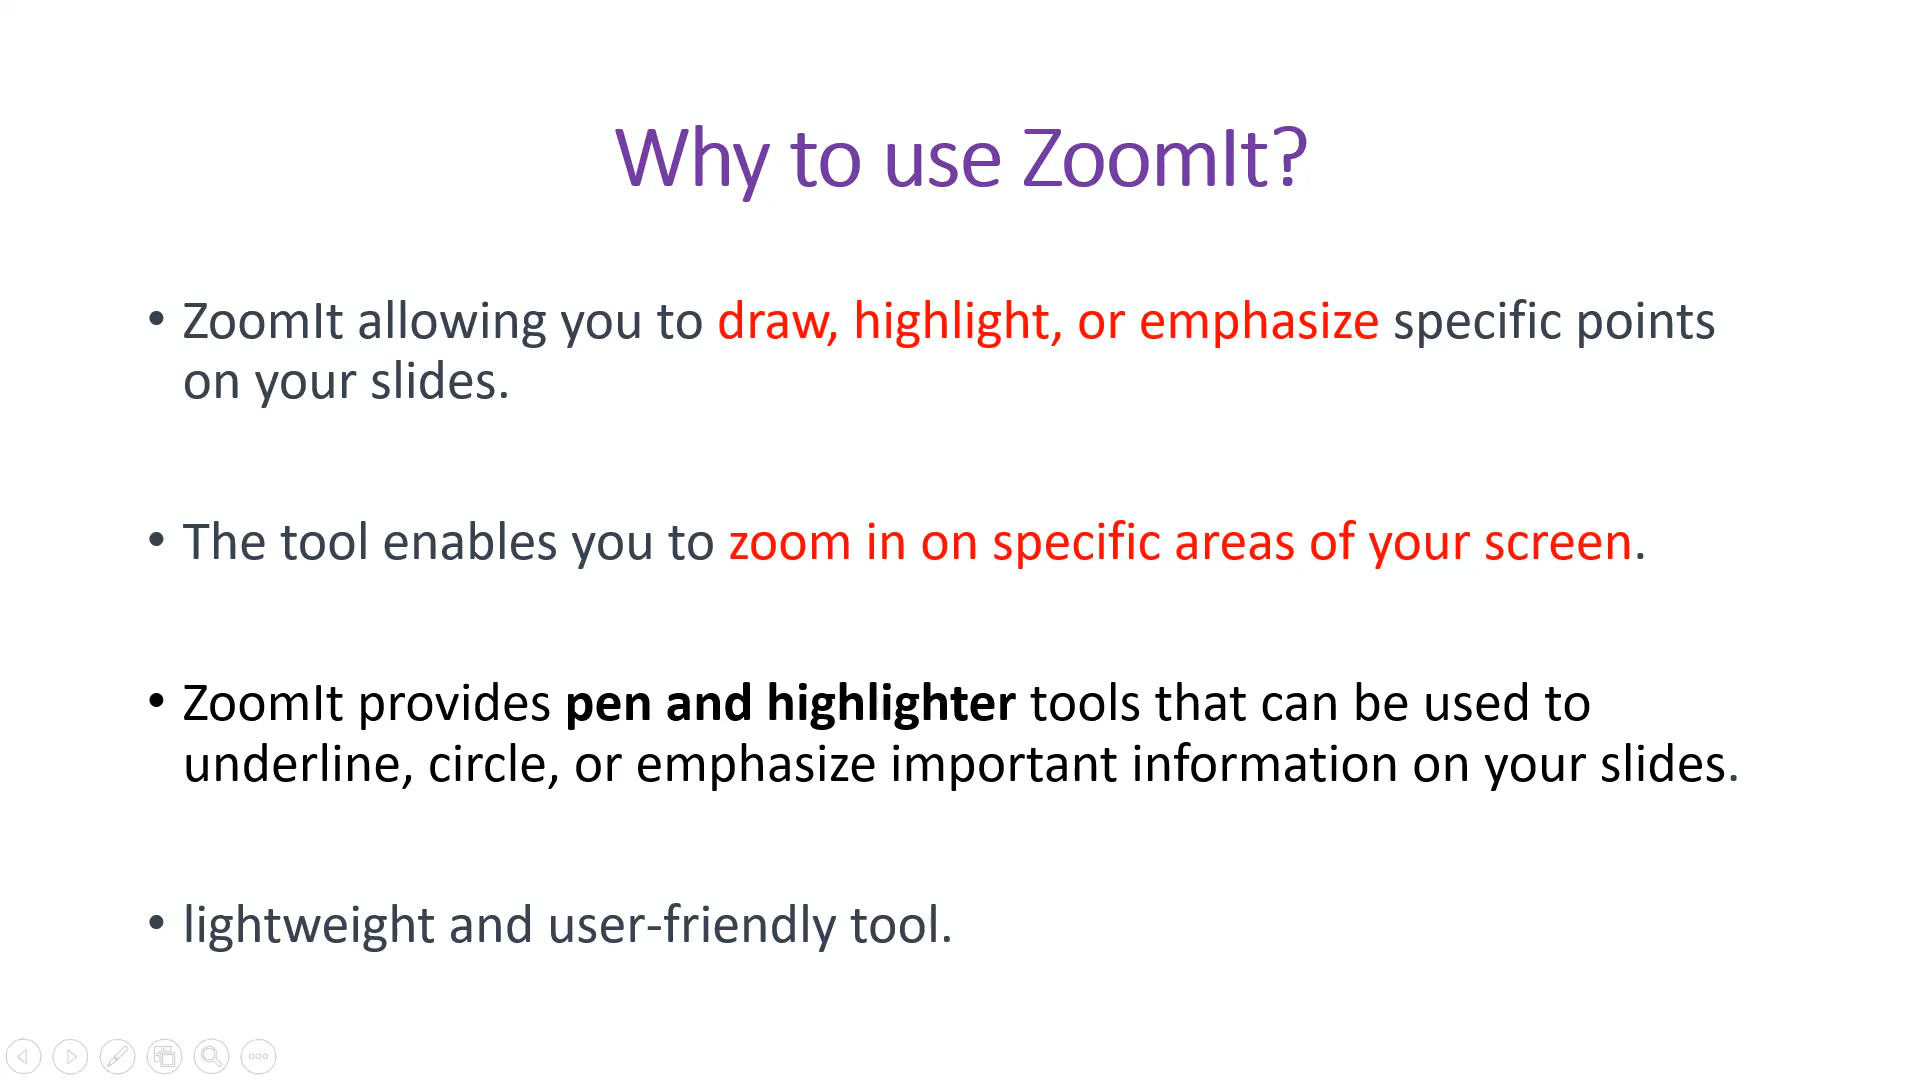 Why to use ZoomIt?
• ZoomIt allowing you to draw, highlight, or emphasize specific points
on your slides.
• The tool enables you to zoom in on specific areas of your screen.
• ZoomIt provides pen and highlighter tools that can be used to
underline, circle, or emphasize important information on your slides.
• lightweight and user-friendly tool.